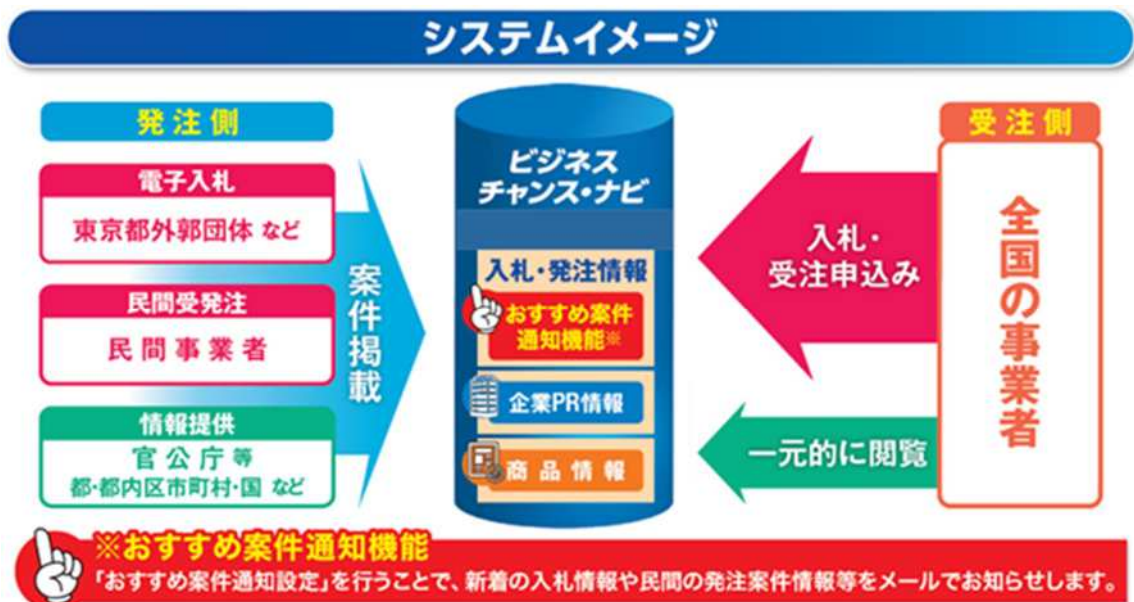 システムイメージ
発注側
電子入札
東京都外郭団体 など
民間受発注
民間事業者
情報提供
官公庁 等
都・都内区市町村・国 など
案件掲載
ビジネス
チャンス・ナビ
入札・発注情報
おすすめ案件
通知機能※
企業PR情報
商品情報
入札・
受注申込み
一元的に閲覧
受注側
全国の事業者
※おすすめ案件通知機能
「おすすめ案件通知設定」を行うことで、新着の入札情報や民間の発注案件情報等をメールでお知らせします。